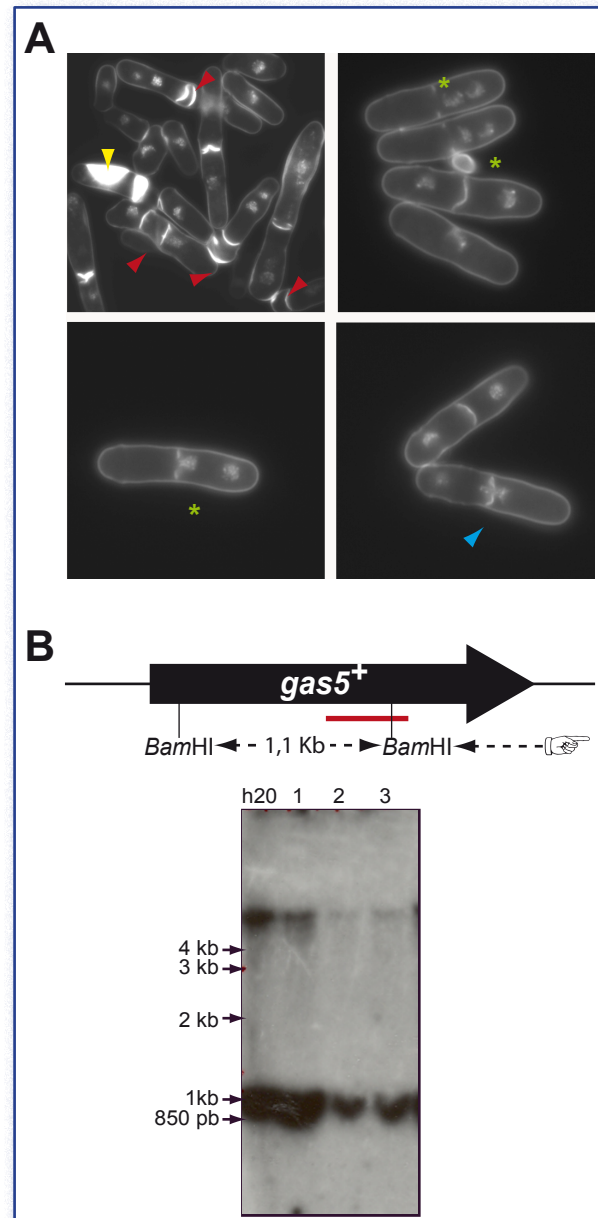 A
*
*
*
B
gas5+
BamHI 1,1 Kb BamHI
h20 1 2 3
4 kb
3 kb
2 kb
1kb
850 pb